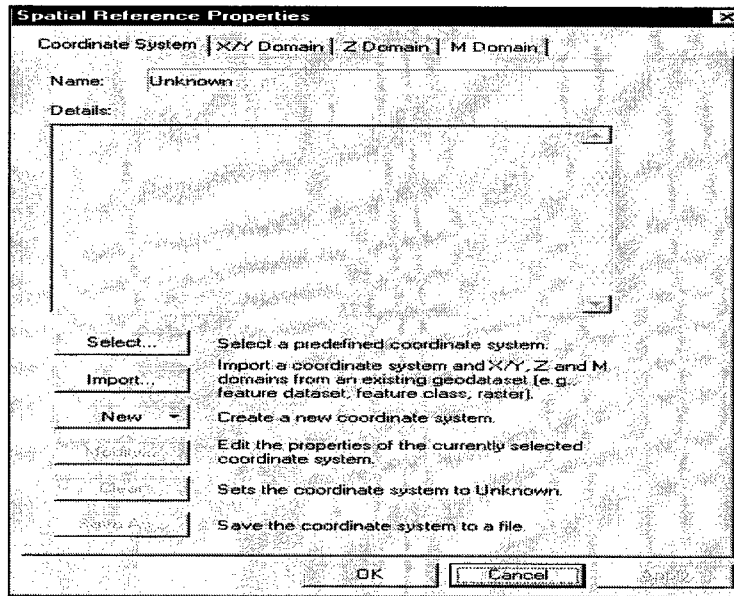 Spatial Reference Properties
Coordinate System | X/Y Domain | Z Domain | M Domain
Name: Unknown
Details:
Select... Select a predefined coordinate system.
Import... Import a coordinate system and X/Y, Z and M
domains from an existing geodataset (e.g.,
feature dataset, feature class, raster).
New Create a new coordinate system.
Edit the properties of the currently selected
coordinate system.
Clear Sets the coordinate system to Unknown.
Save As... Save the coordinate system to a file.
OK Cancel